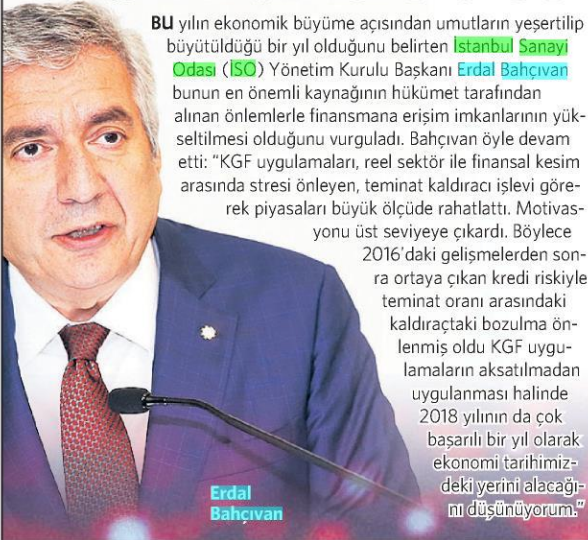 BU yılın ekonomik büyüme açısından umutların yeşertilip
büyütüldüğü bir yıl olduğunu belirten İstanbul Sanayi
Odası (İSO) Yönetim Kurulu Başkanı Erdal Bahçıvan
bunun en önemli kaynağının hükümet tarafından
alınan önlemlerle finansmana erişim imkanlarının yük-
seltilmesi olduğunu vurguladı. Bahçıvan öyle devam
etti: “KGF uygulamaları, reel sektör ile finansal kesim
arasında stresi önleyen, teminat kaldıracı işlevi göre-
rek piyasaları büyük ölçüde rahatlattı. Motivas-
yonu üst seviyeye çıkardı. Böylece
2016’daki gelişmelerden son-
ra ortaya çıkan kredi riskiyle
teminat oranı arasındaki
kaldıraçtaki bozulma ön-
lenmiş oldu KGF uygu-
lamaların aksatılmadan
uygulanması halinde
2018 yılının da çok
başarılı bir yıl olarak
ekonomi tarihimiz-
deki yerini alacağı-
nı düşünüyorum.”
Erdal
Bahçıvan